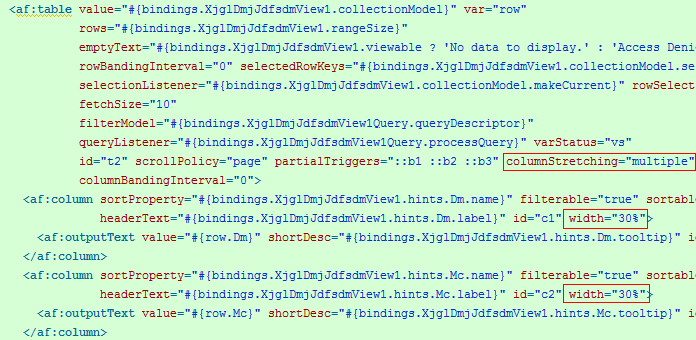 <af:table value="#{bindings.XjglDmjJdfsdmView1.collectionModel}" var="row"
rows="#{bindings.XjglDmjJdfsdmView1.rangeSize}"
emptyText="#{bindings.XjglDmjJdfsdmView1.viewable ? 'No data to display.' : 'Access Deni
rowBandingInterval="0" selectedRowKeys="#{bindings.XjglDmjJdfsdmView1.collectionModel.se
selectionListener="#{bindings.XjglDmjJdfsdmView1.collectionModel.makeCurrent}" rowSelect
fetchSize="10"
filterModel="#{bindings.XjglDmjJdfsdmView1Query.queryDescriptor}"
queryListener="#{bindings.XjglDmjJdfsdmView1Query.processQuery}" varStatus="vs"
id="t2" scrollPolicy="page" partialTriggers="::b1 ::b2 ::b3" columnStretching="multiple"
columnBandingInterval="0">
<af:column sortProperty="#{bindings.XjglDmjJdfsdmView1.hints.Dm.name}" filterable="true" sortabl
headerText="#{bindings.XjglDmjJdfsdmView1.hints.Dm.label}" id="c1" width="30%">
<af:outputText value="#{row.Dm}" shortDesc="#{bindings.XjglDmjJdfsdmView1.hints.Dm.tooltip}" id
</af:column>
<af:column sortProperty="#{bindings.XjglDmjJdfsdmView1.hints.Mc.name}" filterable="true" sortabl
headerText="#{bindings.XjglDmjJdfsdmView1.hints.Mc.label}" id="c2" width="30%">
<af:outputText value="#{row.Mc}" shortDesc="#{bindings.XjglDmjJdfsdmView1.hints.Mc.tooltip}" id
</af:column>